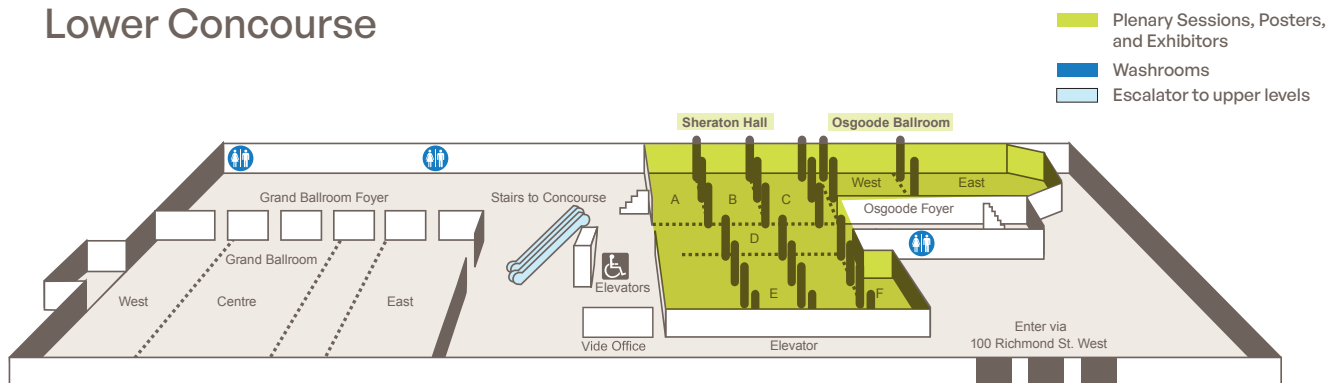 Lower Concourse
Plenary Sessions, Posters,
and Exhibitors
Washrooms
Escalator to upper levels
Sheraton Hall
Osgoode Ballroom
Grand Ballroom Foyer
Stairs to Concourse
A
B
C
West
East
Osgoode Foyer
D
Grand Ballroom
Elevators
West
Centre
East
E
F
Vide Office
Elevator
Enter via
100 Richmond St. West